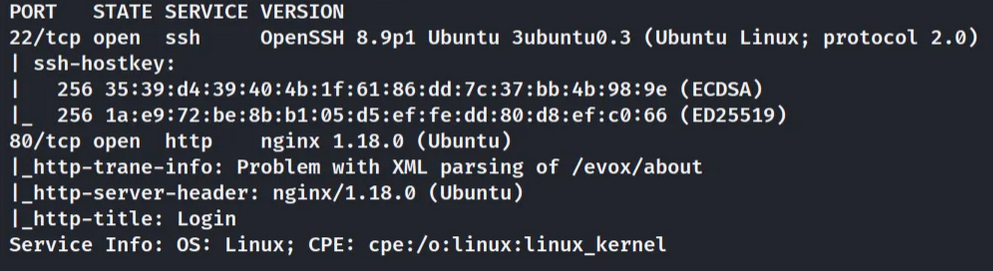 PORT   STATE SERVICE VERSION
22/tcp open  ssh     OpenSSH 8.9p1 Ubuntu 3ubuntu0.3 (Ubuntu Linux; protocol 2.0)
| ssh-hostkey:
|   256 35:39:d4:39:40:4b:1f:61:86:dd:7c:37:bb:4b:98:9e (ECDSA)
|_  256 1a:e9:72:be:8b:b1:05:d5:ef:fe:dd:80:d8:ef:c0:66 (ED25519)
80/tcp open  http    nginx 1.18.0 (Ubuntu)
|_http-trane-info: Problem with XML parsing of /evox/about
|_http-server-header: nginx/1.18.0 (Ubuntu)
|_http-title: Login
Service Info: OS: Linux; CPE: cpe:/o:linux:linux_kernel